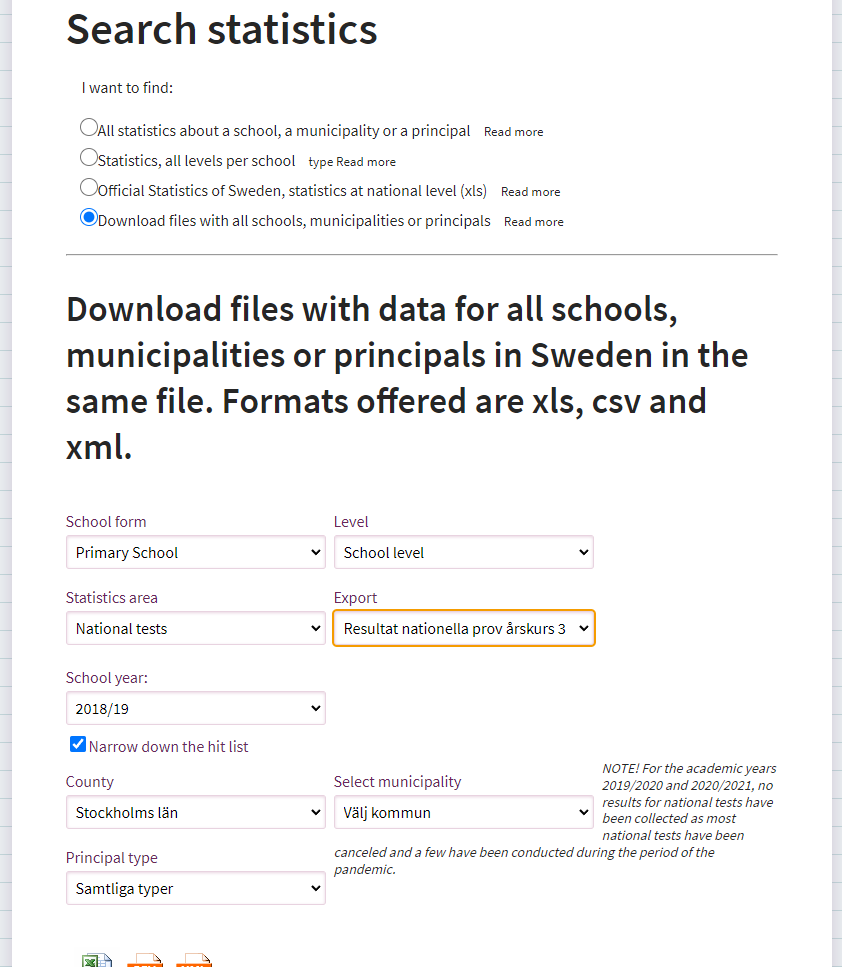 Search statistics
I want to find:
All statistics about a school, a municipality or a principal Read more
Statistics, all levels per school type Read more
Official Statistics of Sweden, statistics at national level (xls) Read more
Download files with all schools, municipalities or principals Read more
Download files with data for all schools,
municipalities or principals in Sweden in the
same file. Formats offered are xls, csv and
xml.
School form Level
Primary School School level
Statistics area Export
National tests Resultat nationella prov årskurs 3
School year:
2018/19
Narrow down the hit list
County Select municipality
Stockholms län Välj kommun
NOTE! For the academic years
2019/2020 and 2020/2021, no
results for national tests have
been collected as most
national tests have been
canceled and a few have been conducted during the period of the
pandemic.
Principal type
Samtliga typer